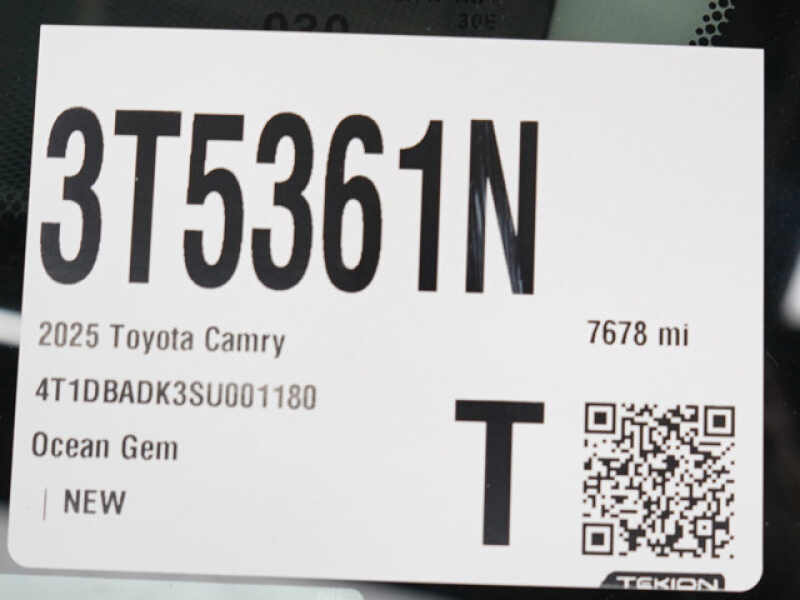 3T5361N
2025 Toyota Camry
7678 mi
4T1DBADK3SU001180
Ocean Gem
T
| NEW
TEKION